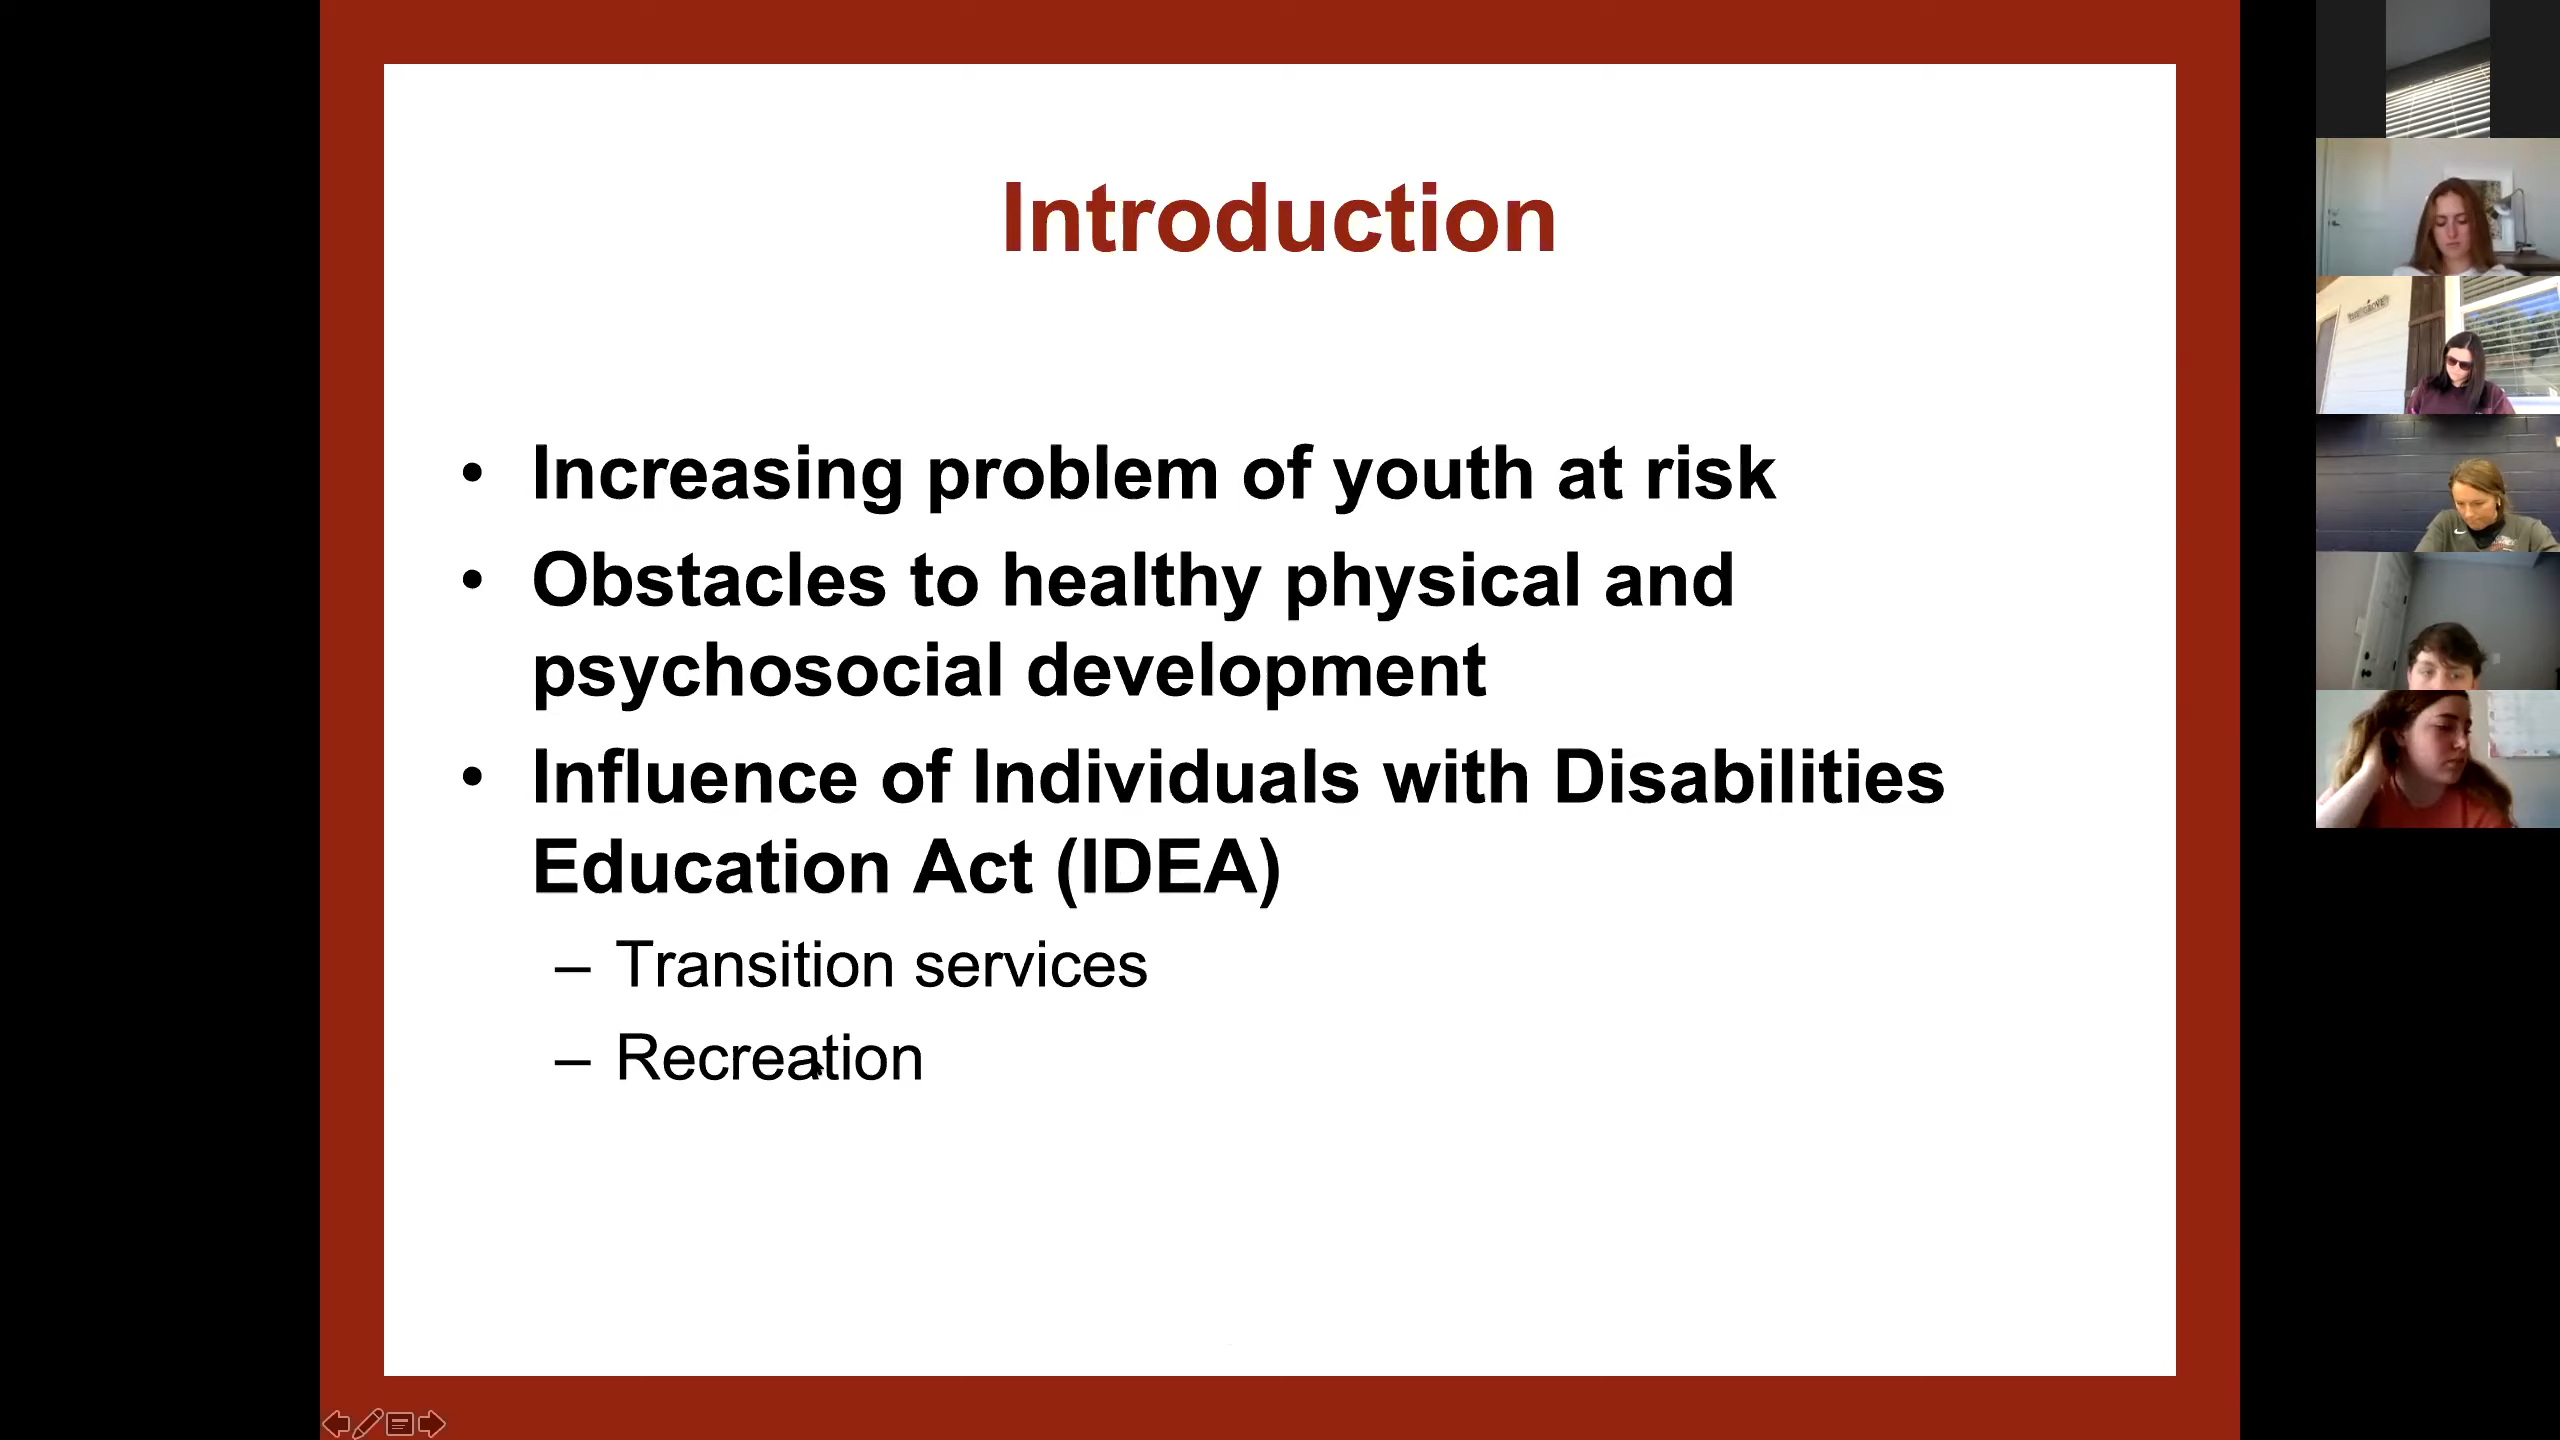 Introduction
• Increasing problem of youth at risk
• Obstacles to healthy physical and
psychosocial development
• Influence of Individuals with Disabilities
Education Act (IDEA)
– Transition services
– Recreation